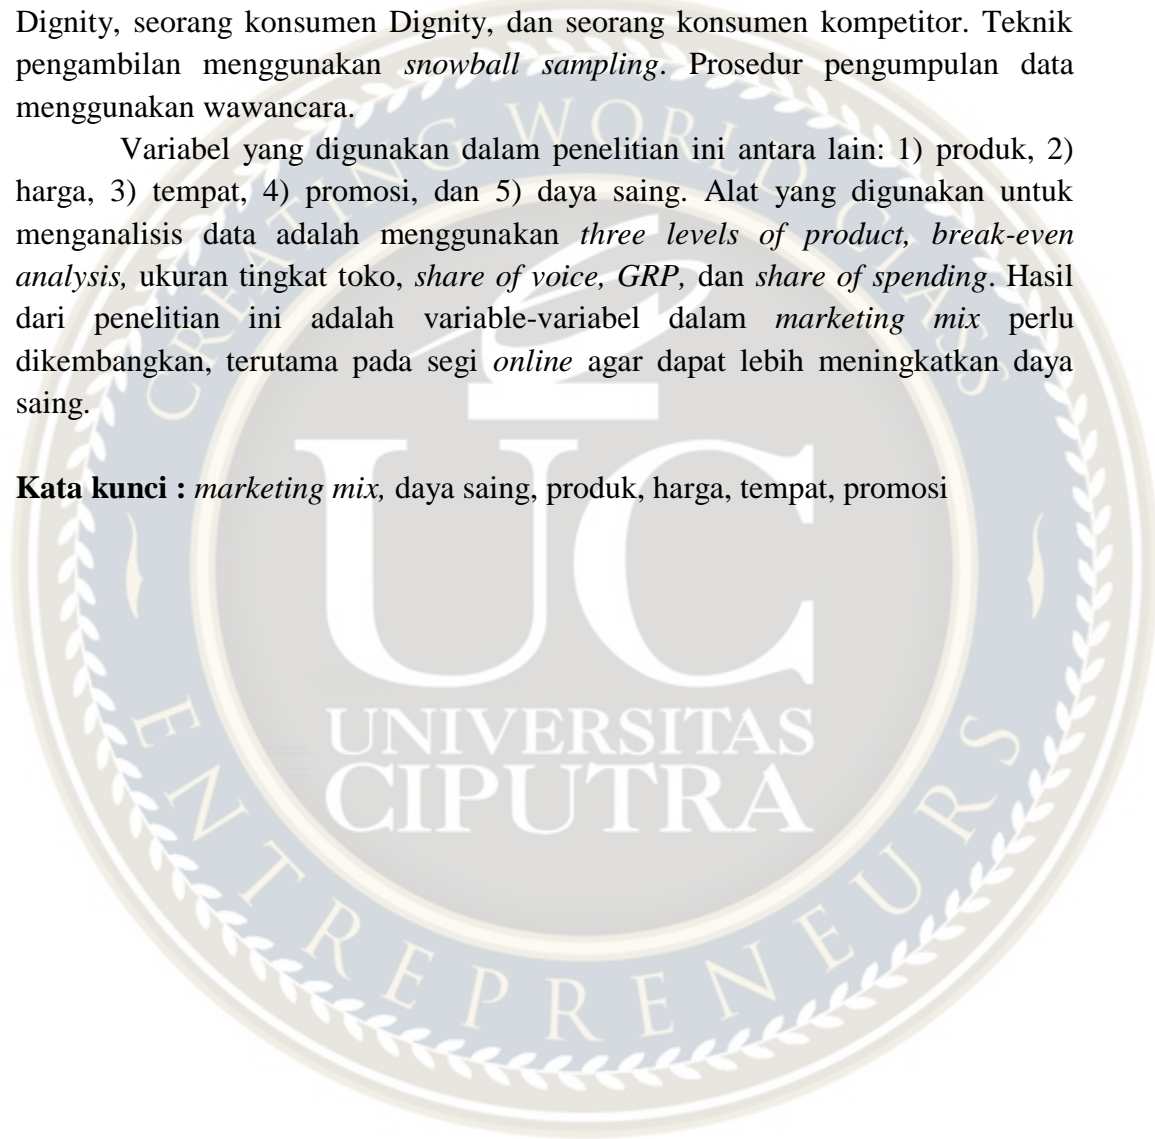 Dignity, seorang konsumen Dignity, dan seorang konsumen kompetitor. Teknik
pengambilan menggunakan snowball sampling. Prosedur pengumpulan data
menggunakan wawancara.
Variabel yang digunakan dalam penelitian ini antara lain: 1) produk, 2)
harga, 3) tempat, 4) promosi, dan 5) daya saing. Alat yang digunakan untuk
menganalisis data adalah menggunakan three levels of product, break-even
analysis, ukuran tingkat toko, share of voice, GRP, dan share of spending. Hasil
dari penelitian ini adalah variable-variabel dalam marketing mix perlu
dikembangkan, terutama pada segi online agar dapat lebih meningkatkan daya
saing.
Kata kunci : marketing mix, daya saing, produk, harga, tempat, promosi
CREATING WORLD CLASS
UC
UNIVERSITAS
CIPUTRA
ENTREPRENEURS